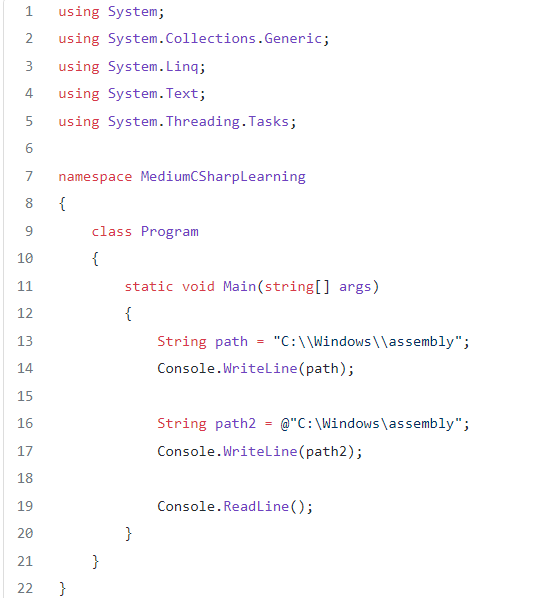 1 using System;
2 using System.Collections.Generic;
3 using System.Linq;
4 using System.Text;
5 using System.Threading.Tasks;
6
7 namespace MediumCSharpLearning
8 {
9     class Program
10     {
11         static void Main(string[] args)
12         {
13             String path = "C:\\Windows\\assembly";
14             Console.WriteLine(path);
15
16             String path2 = @"C:\Windows\assembly";
17             Console.WriteLine(path2);
18
19             Console.ReadLine();
20         }
21     }
22 }